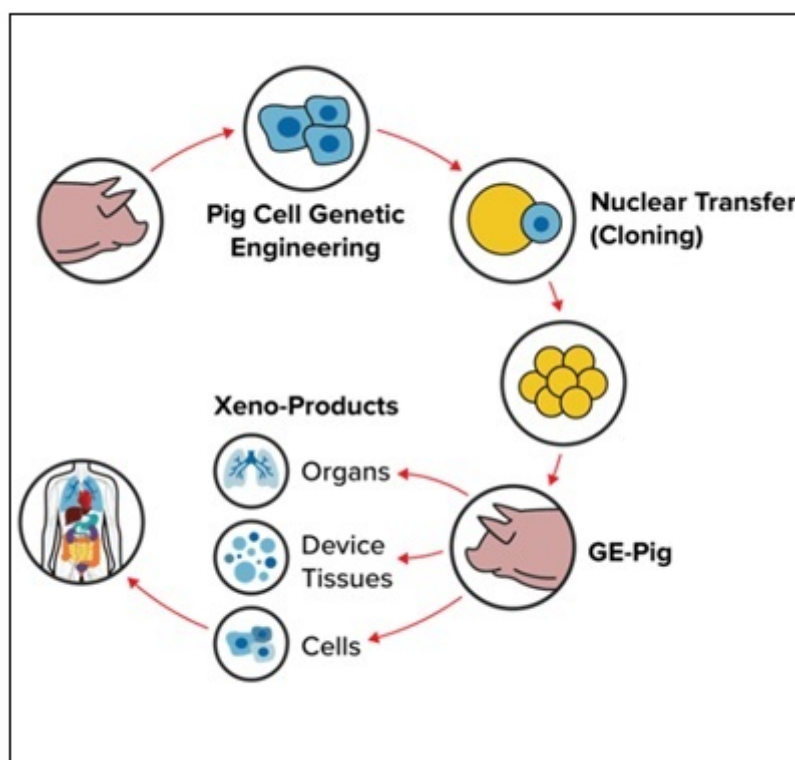 Pig Cell Genetic
Engineering
Nuclear Transfer
(Cloning)
Xeno-Products
Organs
Device
Tissues
Cells
GE-Pig